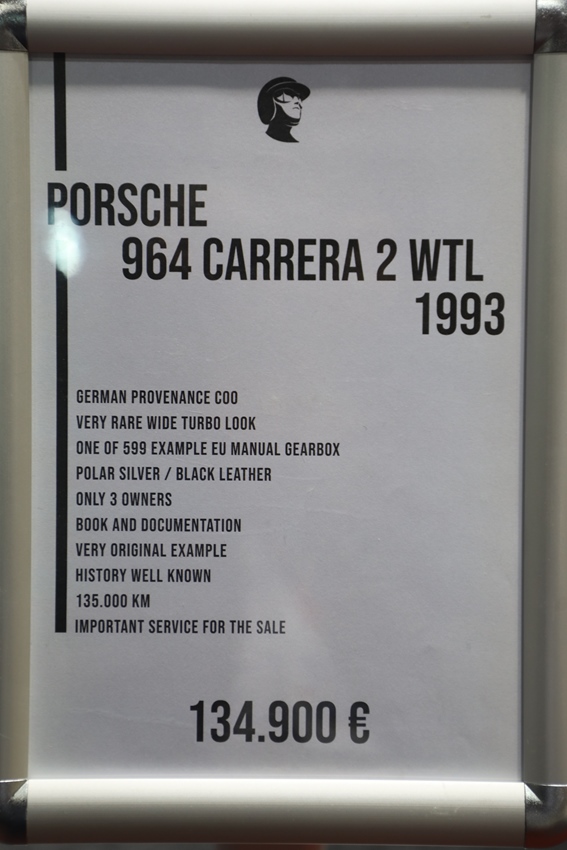 PORSCHE
964 CARRERA 2 WTL
1993
GERMAN PROVENANCE COO
VERY RARE WIDE TURBO LOOK
ONE OF 599 EXAMPLE EU MANUAL GEARBOX
POLAR SILVER / BLACK LEATHER
ONLY 3 OWNERS
BOOK AND DOCUMENTATION
VERY ORIGINAL EXAMPLE
HISTORY WELL KNOWN
135.000 KM
IMPORTANT SERVICE FOR THE SALE
134.900 €